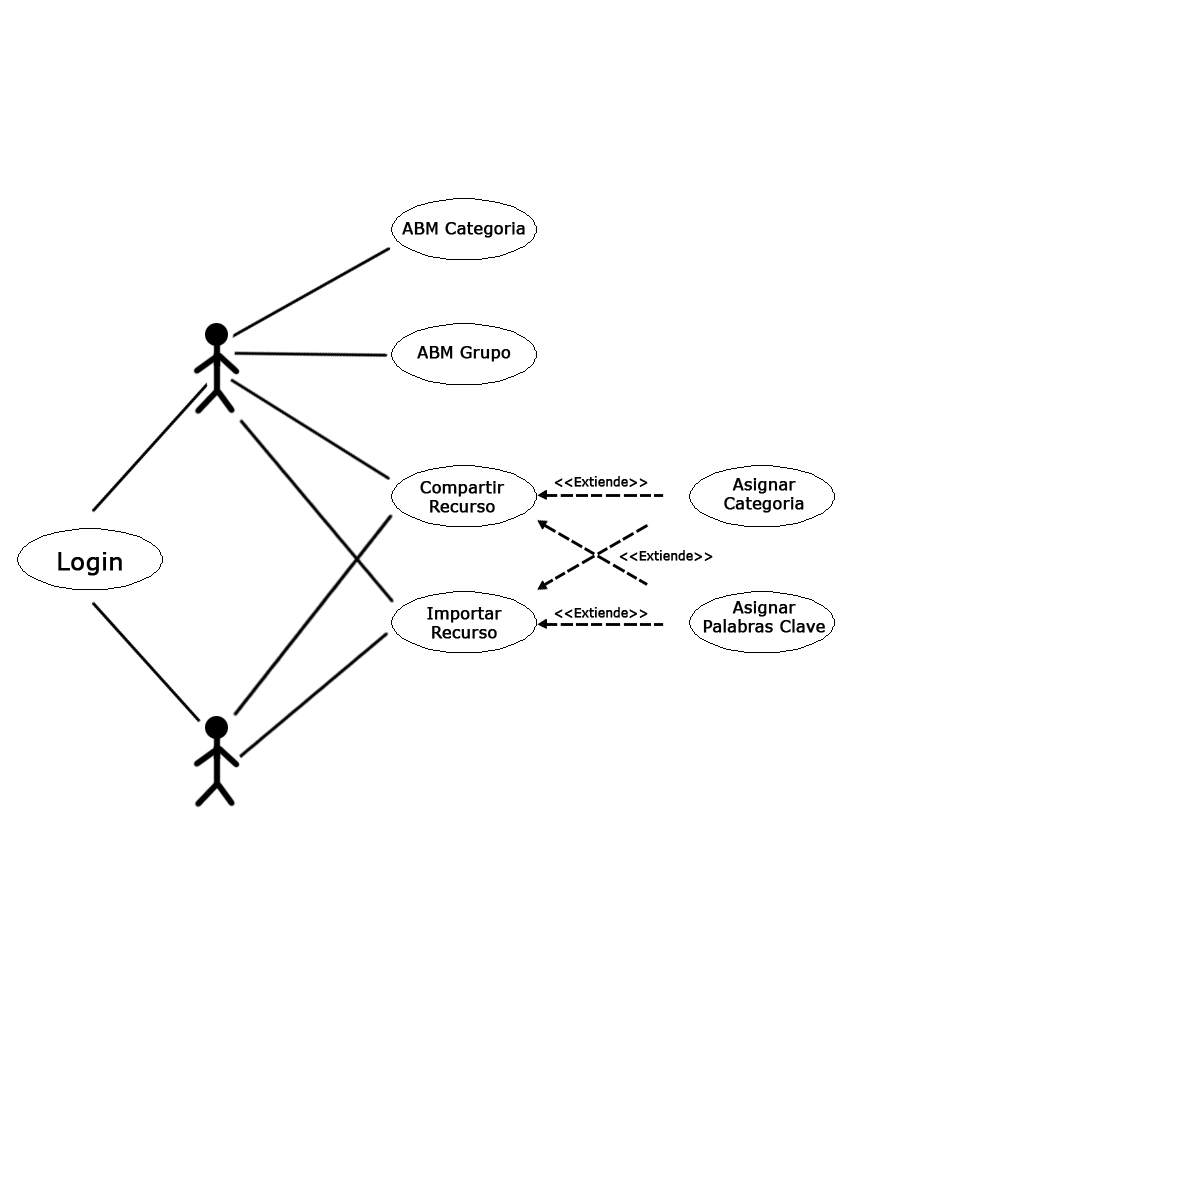 ABM Categoria
ABM Grupo
Compartir
Recurso
<<Extiende>>
Asignar
Categoria
Login
<<Extiende>>
Importar
Recurso
<<Extiende>>
Asignar
Palabras Clave